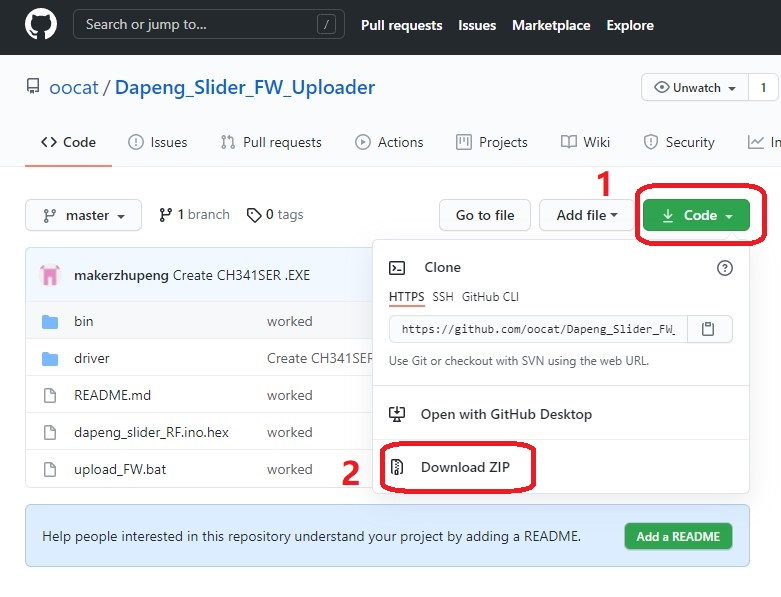 Search or jump to... /
Pull requests Issues Marketplace Explore
oocat / Dapeng_Slider_FW_Uploader
Unwatch 1
Code Issues Pull requests Actions Projects Wiki Security In
1
master 1 branch 0 tags Go to file Add file Code
makerzhupeng Create CH341SER .EXE
Clone ?
HTTPS SSH GitHub CLI
bin worked
https://github.com/oocat/Dapeng_Slider_FW_
driver Create CH341SER
Use Git or checkout with SVN using the web URL.
README.md worked
Open with GitHub Desktop
dapeng_slider_RF.ino.hex worked
2
upload_FW.bat worked
Download ZIP
Help people interested in this repository understand your project by adding a README. Add a README